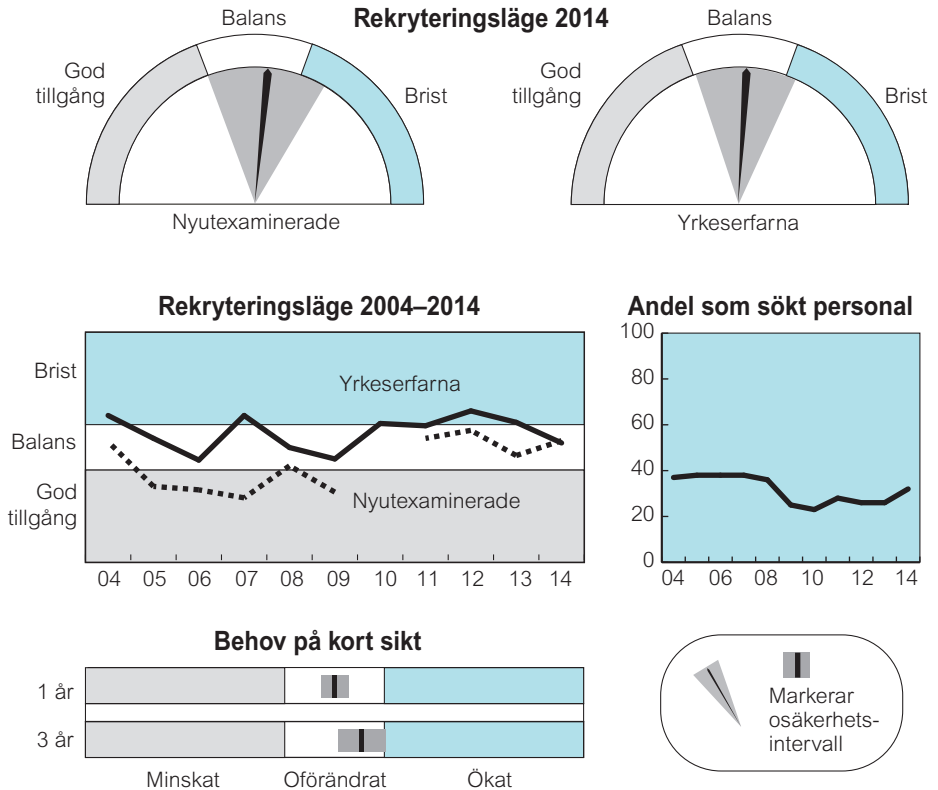 Rekryteringsläge 2014
Balans
God
tillgång
Brist
Nyutexaminerade
Balans
God
tillgång
Brist
Yrkeserfarna
Rekryteringsläge 2004–2014
Brist
Balans
God
tillgång
Yrkeserfarna
Nyutexaminerade
04 05 06 07 08 09 10 11 12 13 14
Andel som sökt personal
100
80
60
40
20
0
04 06 08 10 12 14
Behov på kort sikt
1 år
3 år
Minskat Oförändrat Ökat
Markerar
osäkerhets-
intervall